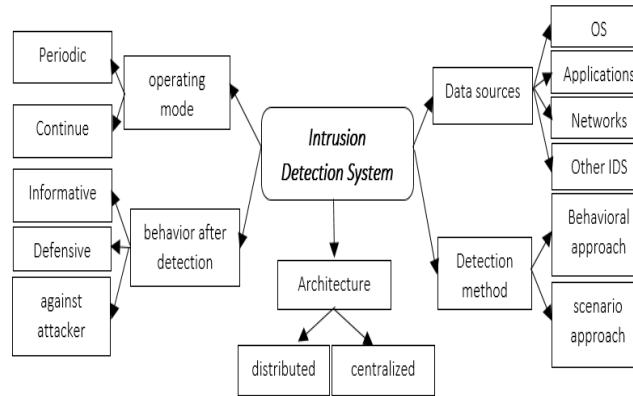 Periodic
Continue
operating
mode
Informative
Defensive
against
attacker
behavior after
detection
Intrusion
Detection System
Architecture
distributed
centralized
Data sources
OS
Applications
Networks
Other IDS
Detection
method
Behavioral
approach
scenario
approach